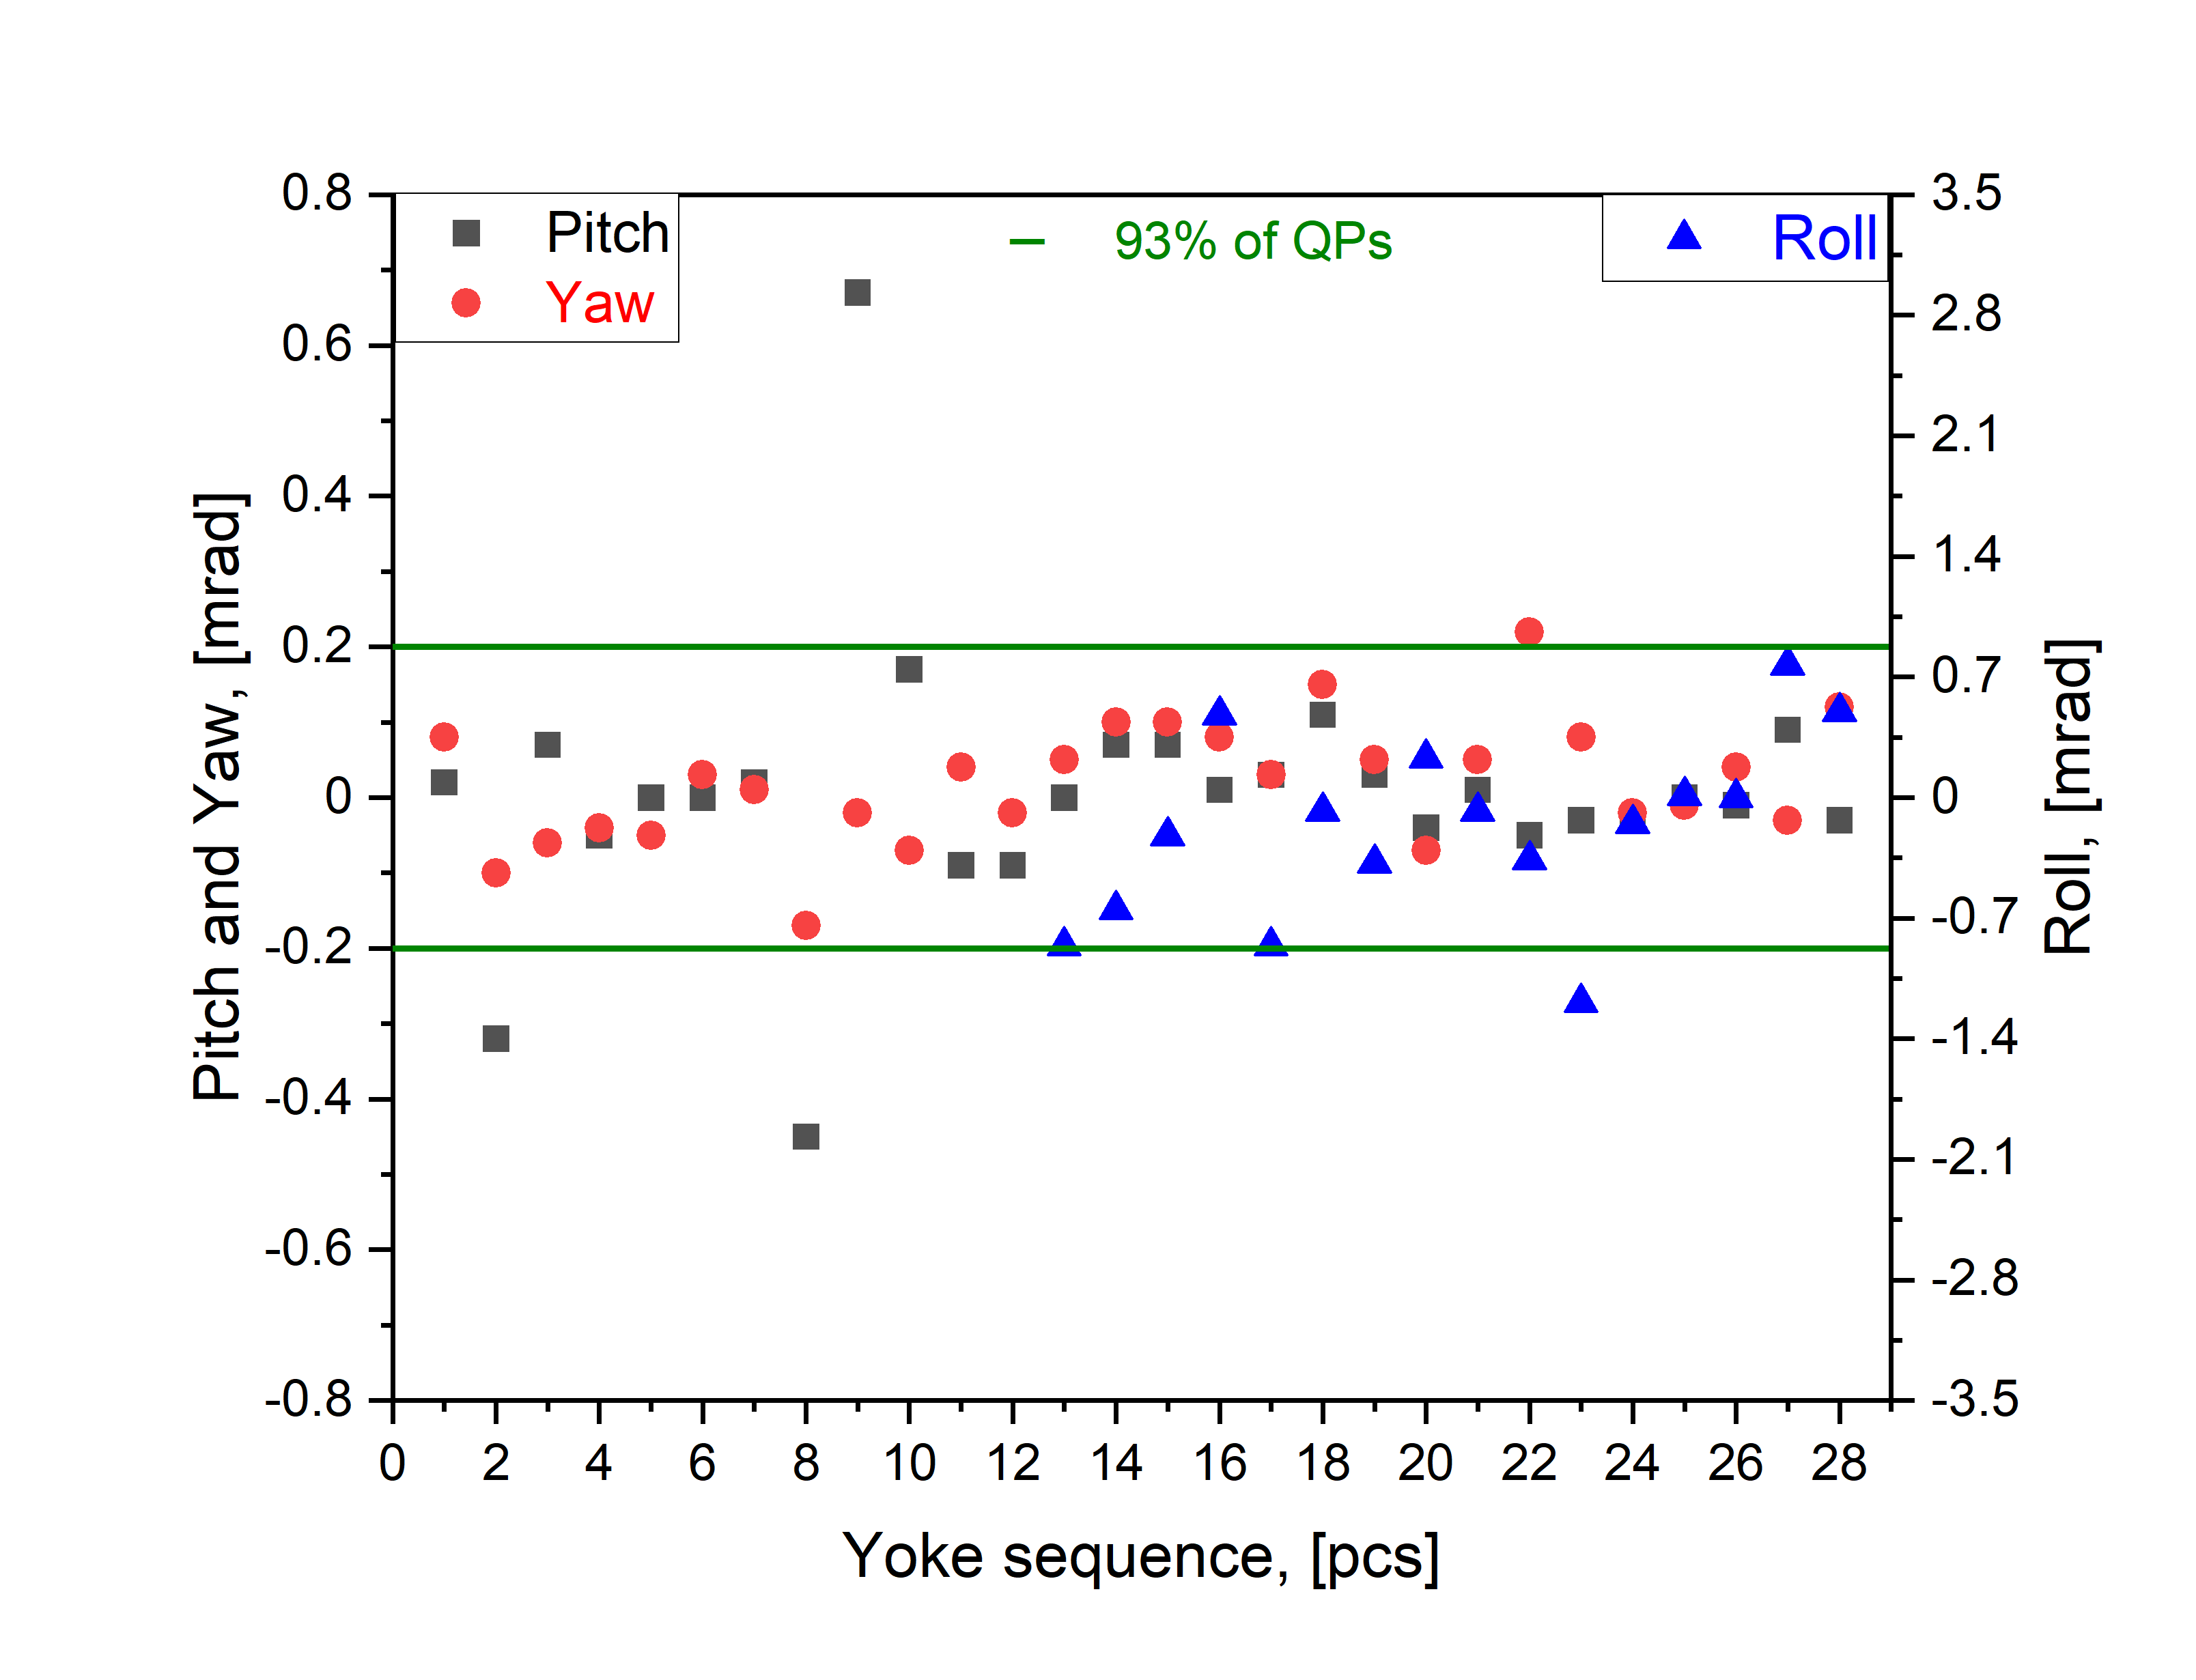 Pitch
Yaw
93% of QPs
Roll
0.8
0.6
0.4
0.2
0
-0.2
-0.4
-0.6
-0.8
Pitch and Yaw, [mrad]
3.5
2.8
2.1
1.4
0.7
0
-0.7
-1.4
-2.1
-2.8
-3.5
Roll, [mrad]
0 2 4 6 8 10 12 14 16 18 20 22 24 26 28
Yoke sequence, [pcs]